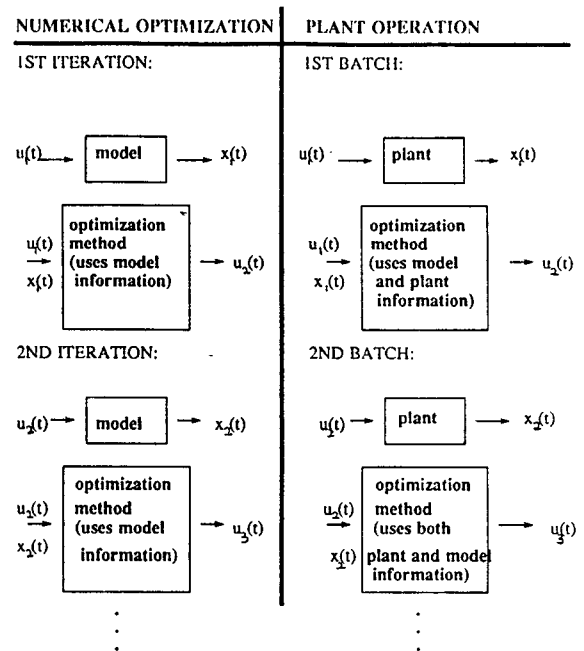 NUMERICAL OPTIMIZATION
1ST ITERATION:
u₁(t)
model
x₁(t)
u₁(t)
x₁(t)
optimization
method
(uses model
information)
u₂(t)
2ND ITERATION:
u₂(t)
model
x₂(t)
u₂(t)
x₂(t)
optimization
method
(uses model
information)
u₃(t)
PLANT OPERATION
1ST BATCH:
u₁(t)
plant
x₁(t)
u₁(t)
x₁(t)
optimization
method
(uses model
and plant
information)
u₂(t)
2ND BATCH:
u₂(t)
plant
x₂(t)
u₂(t)
x₂(t)
optimization
method
(uses both
plant and model
information)
u₃(t)